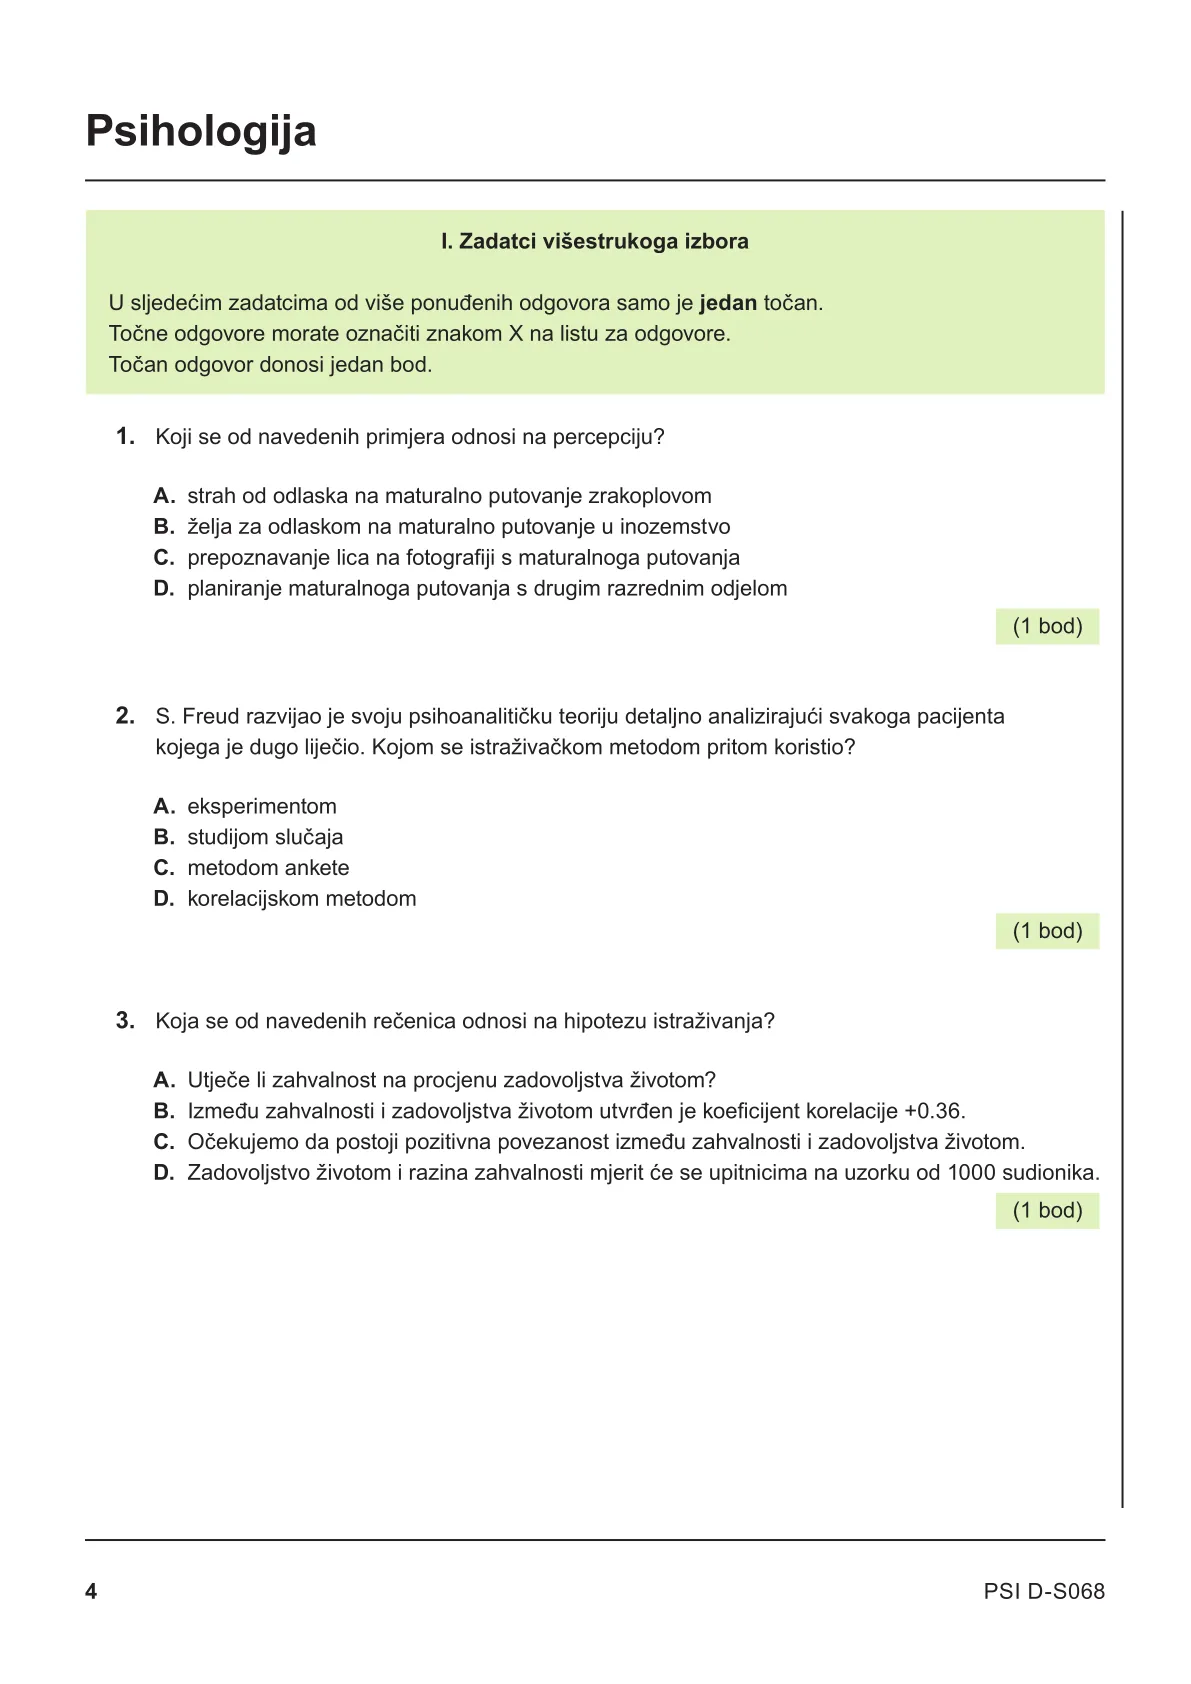 Psihologija
I. Zadatci višestrukoga izbora
U sljedećim zadatcima od više ponuđenih odgovora samo je jedan točan.
Točne odgovore morate označiti znakom X na listu za odgovore.
Točan odgovor donosi jedan bod.
1. Koji se od navedenih primjera odnosi na percepciju?
A. strah od odlaska na maturalno putovanje zrakoplovom
B. želja za odlaskom na maturalno putovanje u inozemstvo
C. prepoznavanje lica na fotografiji s maturalnoga putovanja
D. planiranje maturalnoga putovanja s drugim razrednim odjelom
(1 bod)
2. S. Freud razvijao je svoju psihoanalitičku teoriju detaljno analizirajući svakoga pacijenta
kojega je dugo liječio. Kojom se istraživačkom metodom pritom koristio?
A. eksperimentom
B. studijom slučaja
C. metodom ankete
D. korelacijskom metodom
(1 bod)
3. Koja se od navedenih rečenica odnosi na hipotezu istraživanja?
A. Utječe li zahvalnost na procjenu zadovoljstva životom?
B. Između zahvalnosti i zadovoljstva životom utvrđen je koeficijent korelacije +0.36.
C. Očekujemo da postoji pozitivna povezanost između zahvalnosti i zadovoljstva životom.
D. Zadovoljstvo životom i razina zahvalnosti mjerit će se upitnicima na uzorku od 1000 sudionika.
(1 bod)
4
PSI D-S068